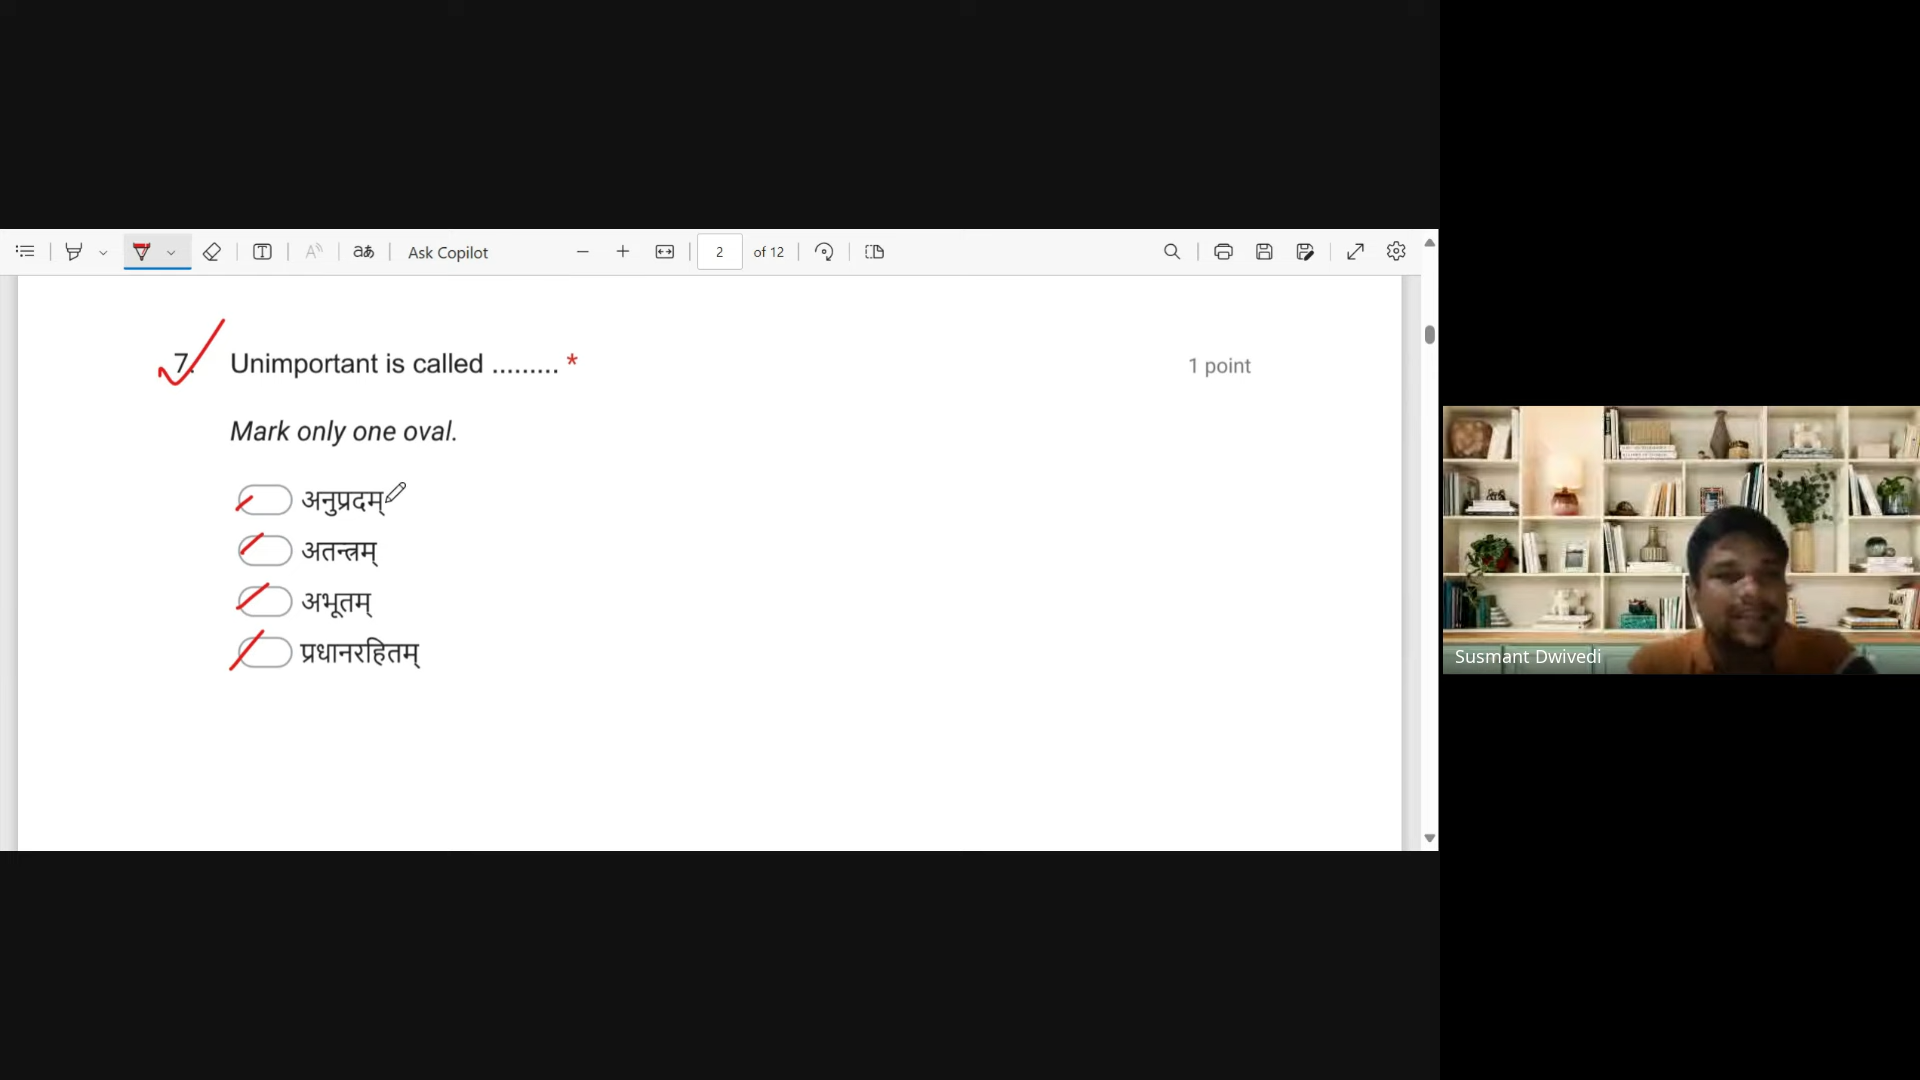 Ask Copilot
2 of 12
7. Unimportant is called ......... * 1 point
Mark only one oval.
अनुप्रदम्
अतन्त्रम्
अभूतम्
प्रधानरहितम्
Susmant Dwivedi